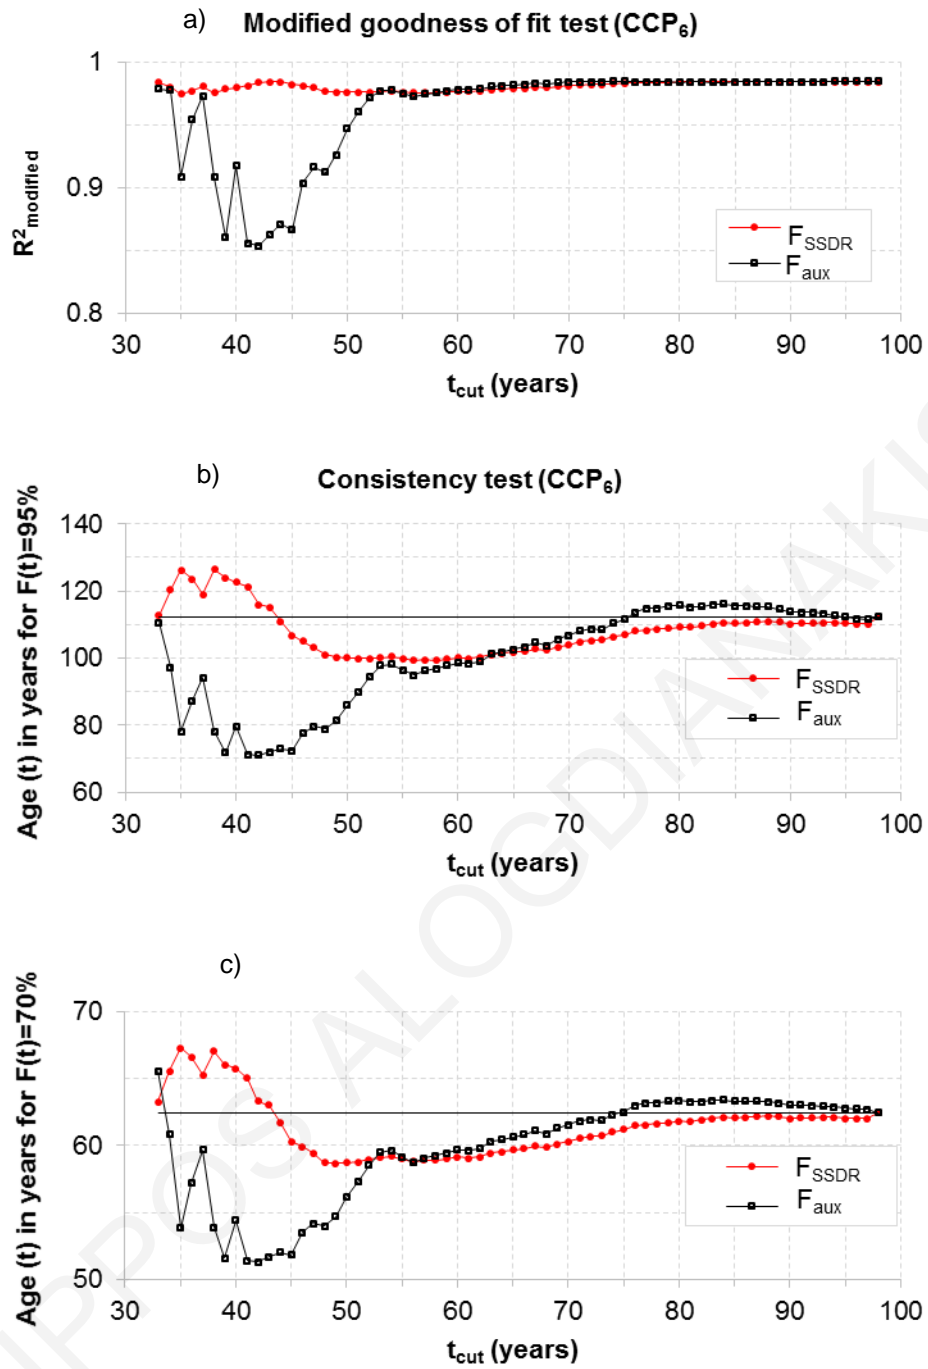 a) Modified goodness of fit test (CCP6)
R²modified
1
0.9
0.8
FSSDR
Faux
30 40 50 60 70 80 90 100
tcut (years)
b) Consistency test (CCP6)
Age (t) in years for F(t)=95%
140
120
100
80
60
FSSDR
Faux
30 40 50 60 70 80 90 100
tcut (years)
c)
Age (t) in years for F(t)=70%
70
60
50
FSSDR
Faux
30 40 50 60 70 80 90 100
tcut (years)
IPPOS ALOGDIANAKIS